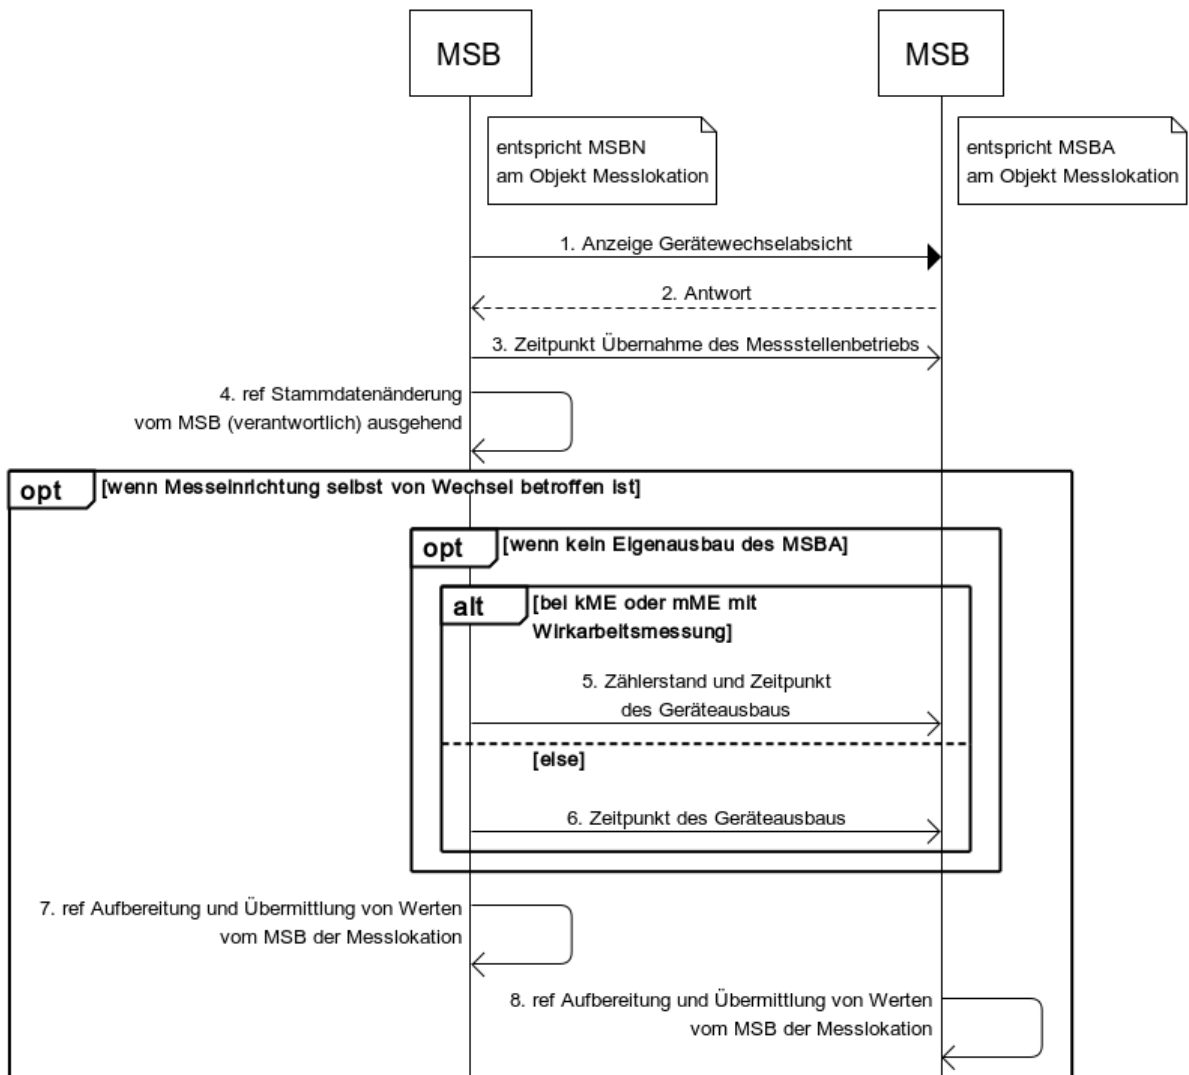 MSB
MSB
entspricht MSBN
am Objekt Messlokation
entspricht MSBA
am Objekt Messlokation
1. Anzeige Gerätewechselabsicht
2. Antwort
3. Zeitpunkt Übernahme des Messstellenbetriebs
4. ref Stammdatenänderung
vom MSB (verantwortlich) ausgehend
opt
[wenn Messeinrichtung selbst von Wechsel betroffen ist]
opt
[wenn kein Eigenausbau des MSBA]
alt
[bei kME oder mME mit
Wirkarbeitsmessung]
5. Zählerstand und Zeitpunkt
des Geräteausbaus
[else]
6. Zeitpunkt des Geräteausbaus
7. ref Aufbereitung und Übermittlung von Werten
vom MSB der Messlokation
8. ref Aufbereitung und Übermittlung von Werten
vom MSB der Messlokation